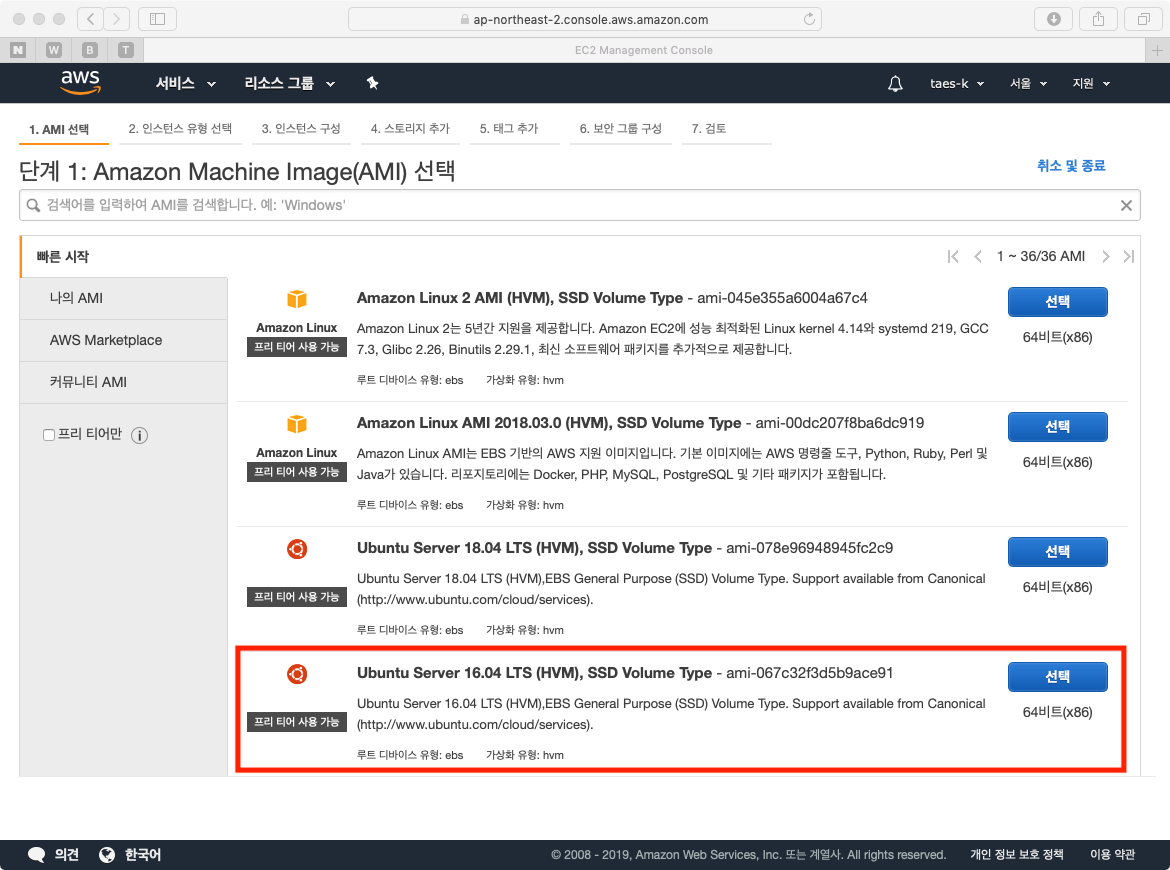 ap-northeast-2.console.aws.amazon.com
N W B T EC2 Management Console
aws 서비스 리소스 그룹 taes-k 서울 지원
1. AMI 선택 2. 인스턴스 유형 선택 3. 인스턴스 구성 4. 스토리지 추가 5. 태그 추가 6. 보안 그룹 구성 7. 검토
단계 1: Amazon Machine Image(AMI) 선택 취소 및 종료
검색어를 입력하여 AMI를 검색합니다. 예: 'Windows'
빠른 시작
나의 AMI
AWS Marketplace
커뮤니티 AMI
프리 티어만
1 ~ 36/36 AMI
Amazon Linux
프리 티어 사용 가능
Amazon Linux 2 AMI (HVM), SSD Volume Type - ami-045e355a6004a67c4
Amazon Linux 2는 5년간 지원을 제공합니다. Amazon EC2에 성능 최적화된 Linux kernel 4.14와 systemd 219, GCC
7.3, Glibc 2.26, Binutils 2.29.1, 최신 소프트웨어 패키지를 추가적으로 제공합니다.
루트 디바이스 유형: ebs 가상화 유형: hvm
선택
64비트(x86)
Amazon Linux
프리 티어 사용 가능
Amazon Linux AMI 2018.03.0 (HVM), SSD Volume Type - ami-00dc207f8ba6dc919
Amazon Linux AMI는 EBS 기반의 AWS 지원 이미지입니다. 기본 이미지에는 AWS 명령줄 도구, Python, Ruby, Perl 및
Java가 있습니다. 리포지토리에는 Docker, PHP, MySQL, PostgreSQL 및 기타 패키지가 포함됩니다.
루트 디바이스 유형: ebs 가상화 유형: hvm
선택
64비트(x86)
프리 티어 사용 가능
Ubuntu Server 18.04 LTS (HVM), SSD Volume Type - ami-078e96948945fc2c9
Ubuntu Server 18.04 LTS (HVM),EBS General Purpose (SSD) Volume Type. Support available from Canonical
(http://www.ubuntu.com/cloud/services).
루트 디바이스 유형: ebs 가상화 유형: hvm
선택
64비트(x86)
프리 티어 사용 가능
Ubuntu Server 16.04 LTS (HVM), SSD Volume Type - ami-067c32f3d5b9ace91
Ubuntu Server 16.04 LTS (HVM),EBS General Purpose (SSD) Volume Type. Support available from Canonical
(http://www.ubuntu.com/cloud/services).
루트 디바이스 유형: ebs 가상화 유형: hvm
선택
64비트(x86)
의견 한국어 © 2008 - 2019, Amazon Web Services, Inc. 또는 계열사. All rights reserved. 개인 정보 보호 정책 이용 약관